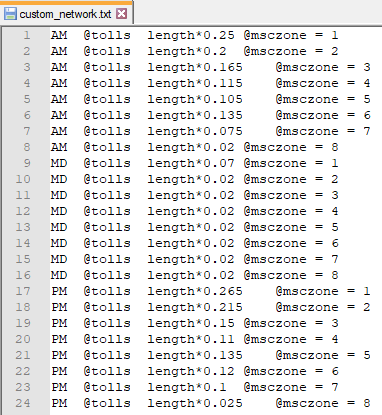 custom_network.txt
1 AM @tolls length*0.25 @msczone = 1
2 AM @tolls length*0.2 @msczone = 2
3 AM @tolls length*0.165 @msczone = 3
4 AM @tolls length*0.115 @msczone = 4
5 AM @tolls length*0.105 @msczone = 5
6 AM @tolls length*0.135 @msczone = 6
7 AM @tolls length*0.075 @msczone = 7
8 AM @tolls length*0.02 @msczone = 8
9 MD @tolls length*0.07 @msczone = 1
10 MD @tolls length*0.02 @msczone = 2
11 MD @tolls length*0.02 @msczone = 3
12 MD @tolls length*0.02 @msczone = 4
13 MD @tolls length*0.02 @msczone = 5
14 MD @tolls length*0.02 @msczone = 6
15 MD @tolls length*0.02 @msczone = 7
16 MD @tolls length*0.02 @msczone = 8
17 PM @tolls length*0.265 @msczone = 1
18 PM @tolls length*0.215 @msczone = 2
19 PM @tolls length*0.15 @msczone = 3
20 PM @tolls length*0.11 @msczone = 4
21 PM @tolls length*0.135 @msczone = 5
22 PM @tolls length*0.12 @msczone = 6
23 PM @tolls length*0.1 @msczone = 7
24 PM @tolls length*0.025 @msczone = 8